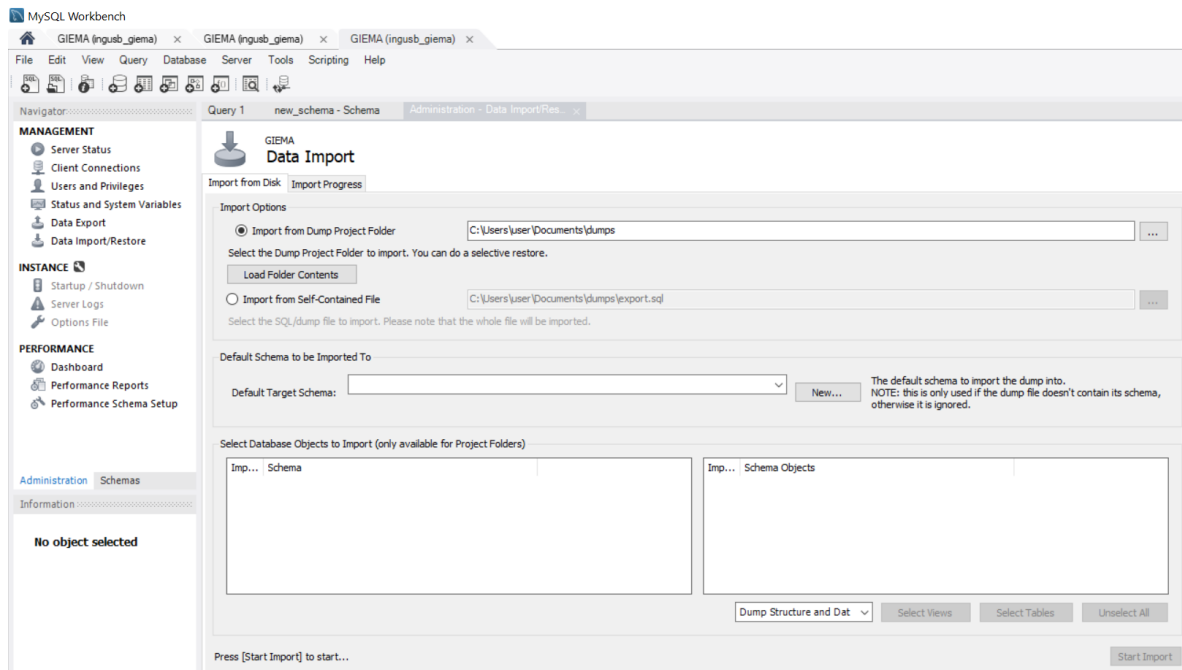 MySQL Workbench
GIEMA (ingusb_giema) × GIEMA (ingusb_giema) × GIEMA (ingusb_giema) ×
File Edit View Query Database Server Tools Scripting Help
Navigator
MANAGEMENT
Server Status
Client Connections
Users and Privileges
Status and System Variables
Data Export
Data Import/Restore
INSTANCE
Startup / Shutdown
Server Logs
Options File
PERFORMANCE
Dashboard
Performance Reports
Performance Schema Setup
Administration Schemas
Information
No object selected
Query 1 new_schema - Schema Administration - Data Import/Res... ×
GIEMA
Data Import
Import from Disk Import Progress
Import Options
Import from Dump Project Folder C:\Users\user\Documents\dumps ...
Select the Dump Project Folder to import. You can do a selective restore.
Load Folder Contents
Import from Self-Contained File C:\Users\user\Documents\dumps\export.sql ...
Select the SQL/dump file to import. Please note that the whole file will be imported.
Default Schema to be Imported To
Default Target Schema: New...
The default schema to import the dump into.
NOTE: this is only used if the dump file doesn't contain its schema,
otherwise it is ignored.
Select Database Objects to Import (only available for Project Folders)
Imp... Schema Imp... Schema Objects
Dump Structure and Dat Select Views Select Tables Unselect All
Press [Start Import] to start... Start Import